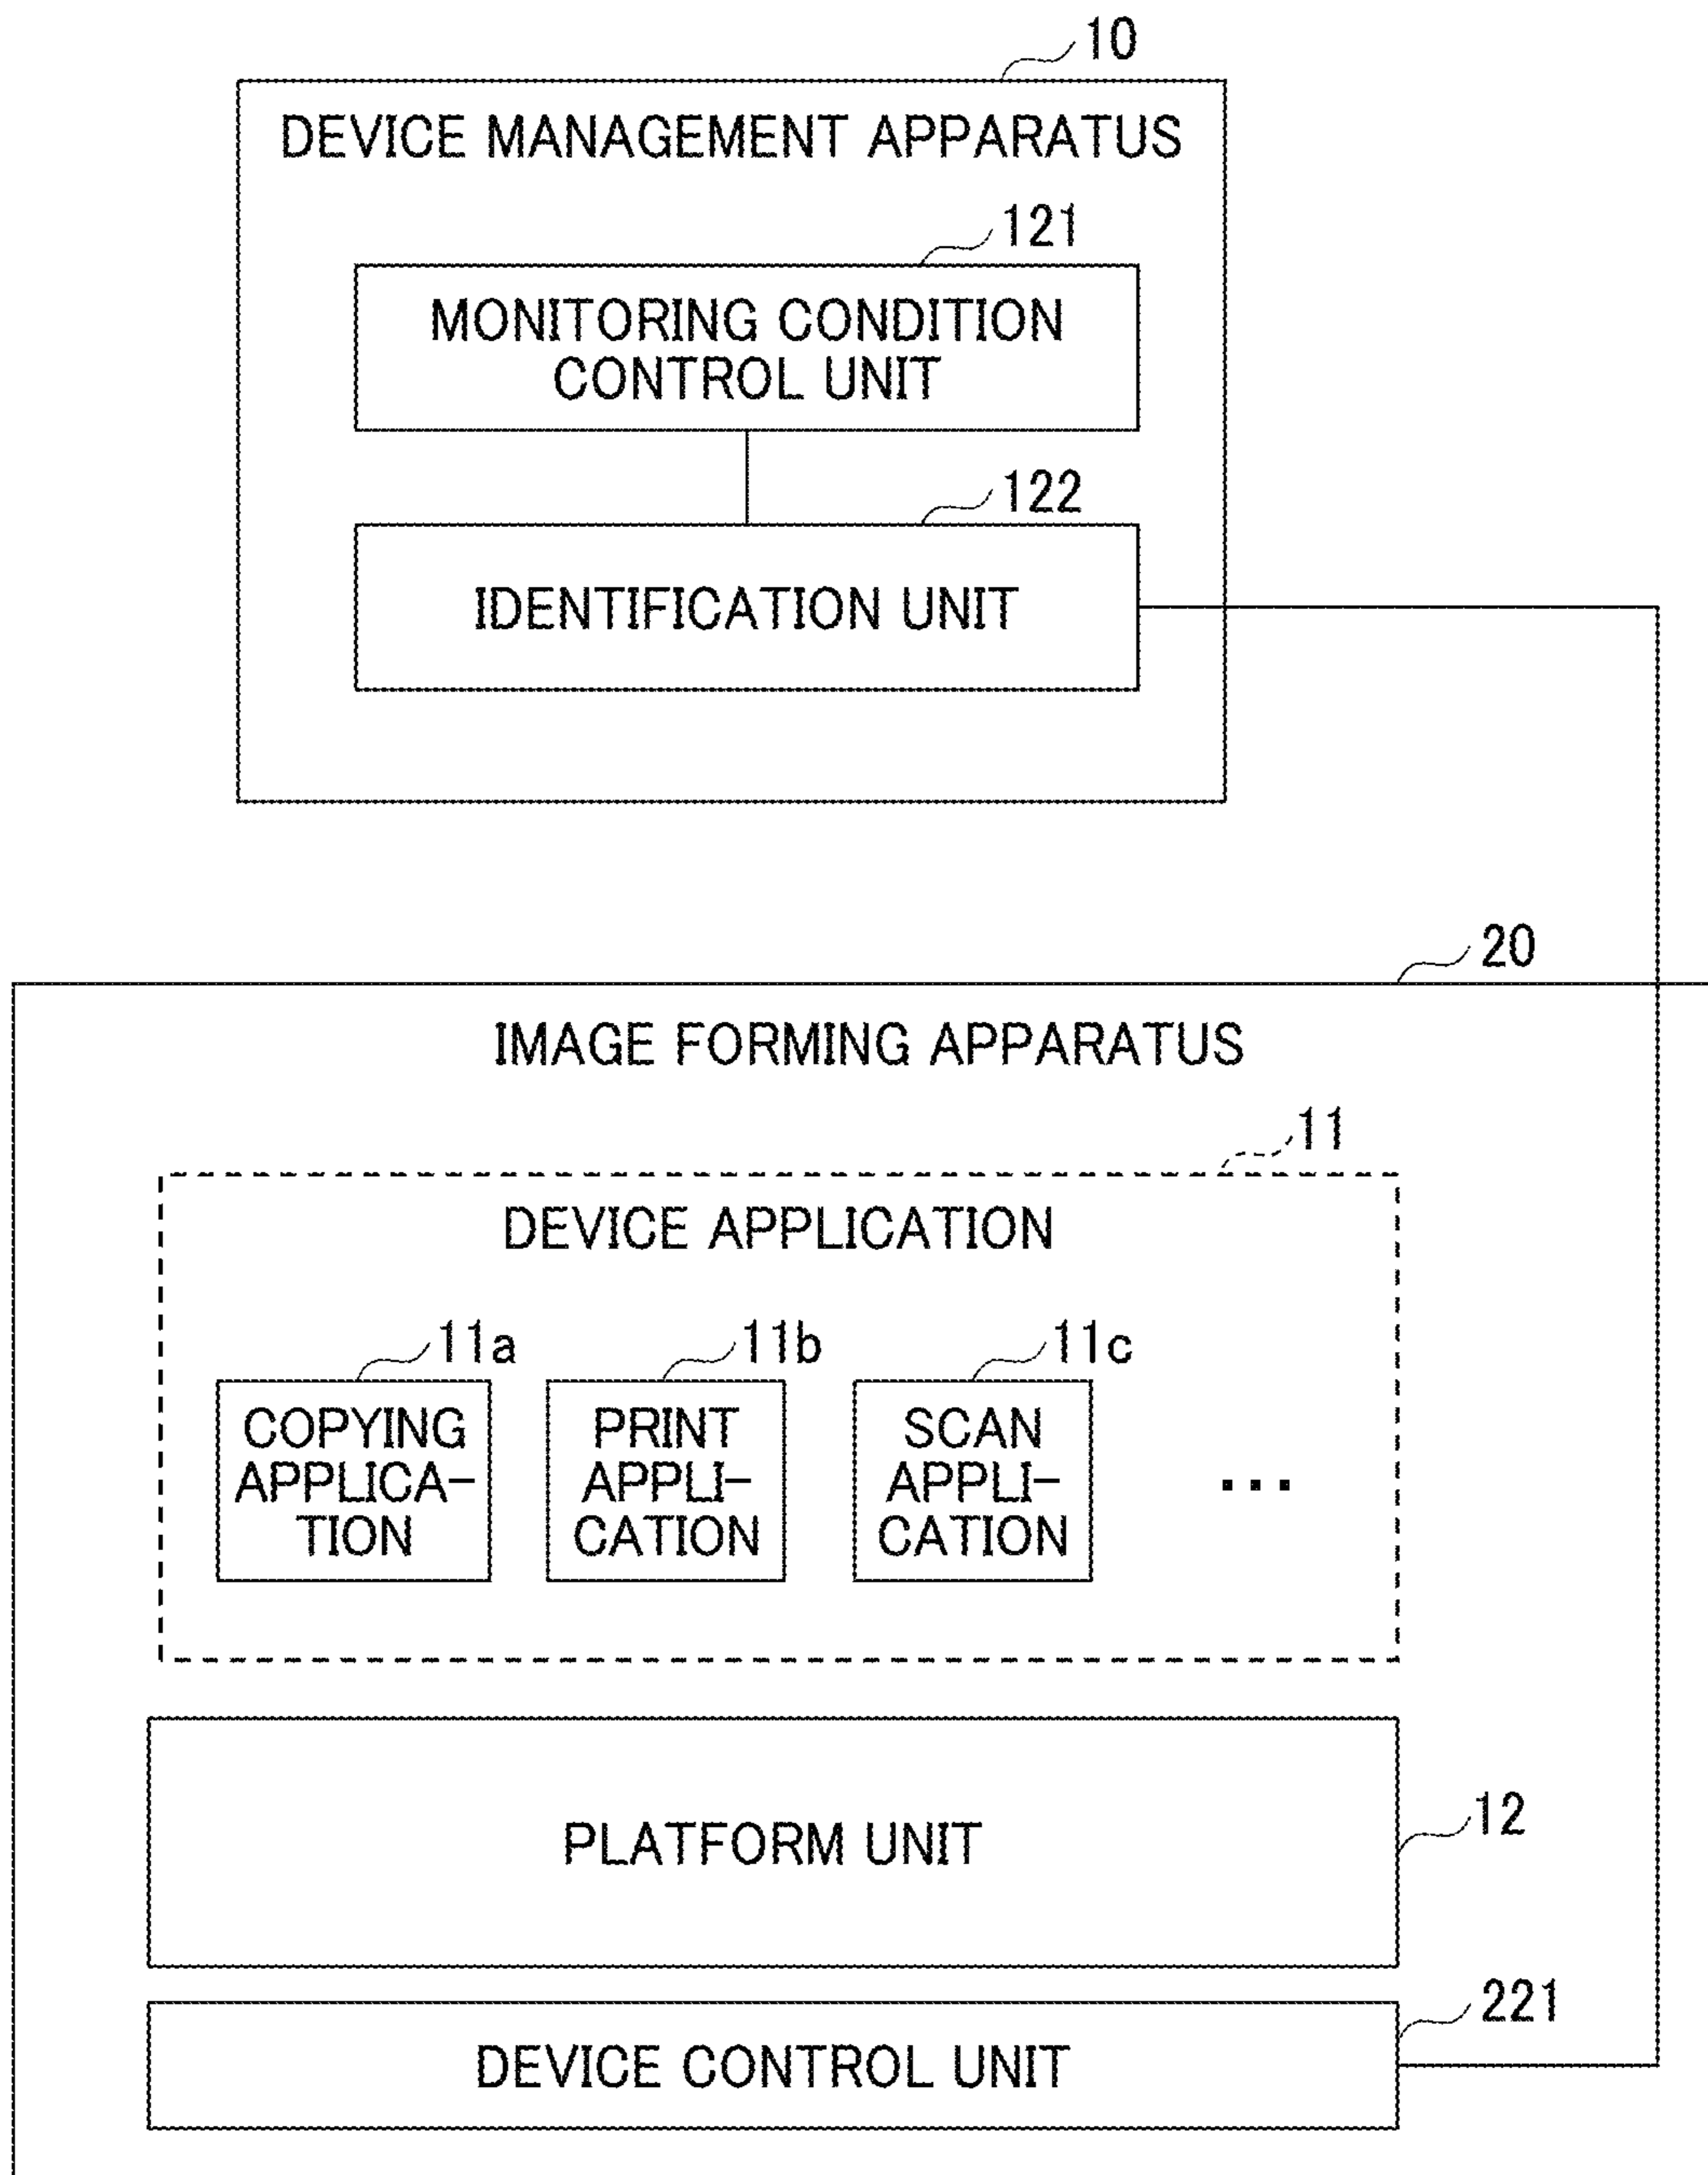 10
DEVICE MANAGEMENT APPARATUS
121
MONITORING CONDITION
CONTROL UNIT
122
IDENTIFICATION UNIT
20
IMAGE FORMING APPARATUS
11
DEVICE APPLICATION
11a
COPYING
APPLICA-
TION
11b
PRINT
APPLI-
CATION
11c
SCAN
APPLI-
CATION
...
12
PLATFORM UNIT
221
DEVICE CONTROL UNIT